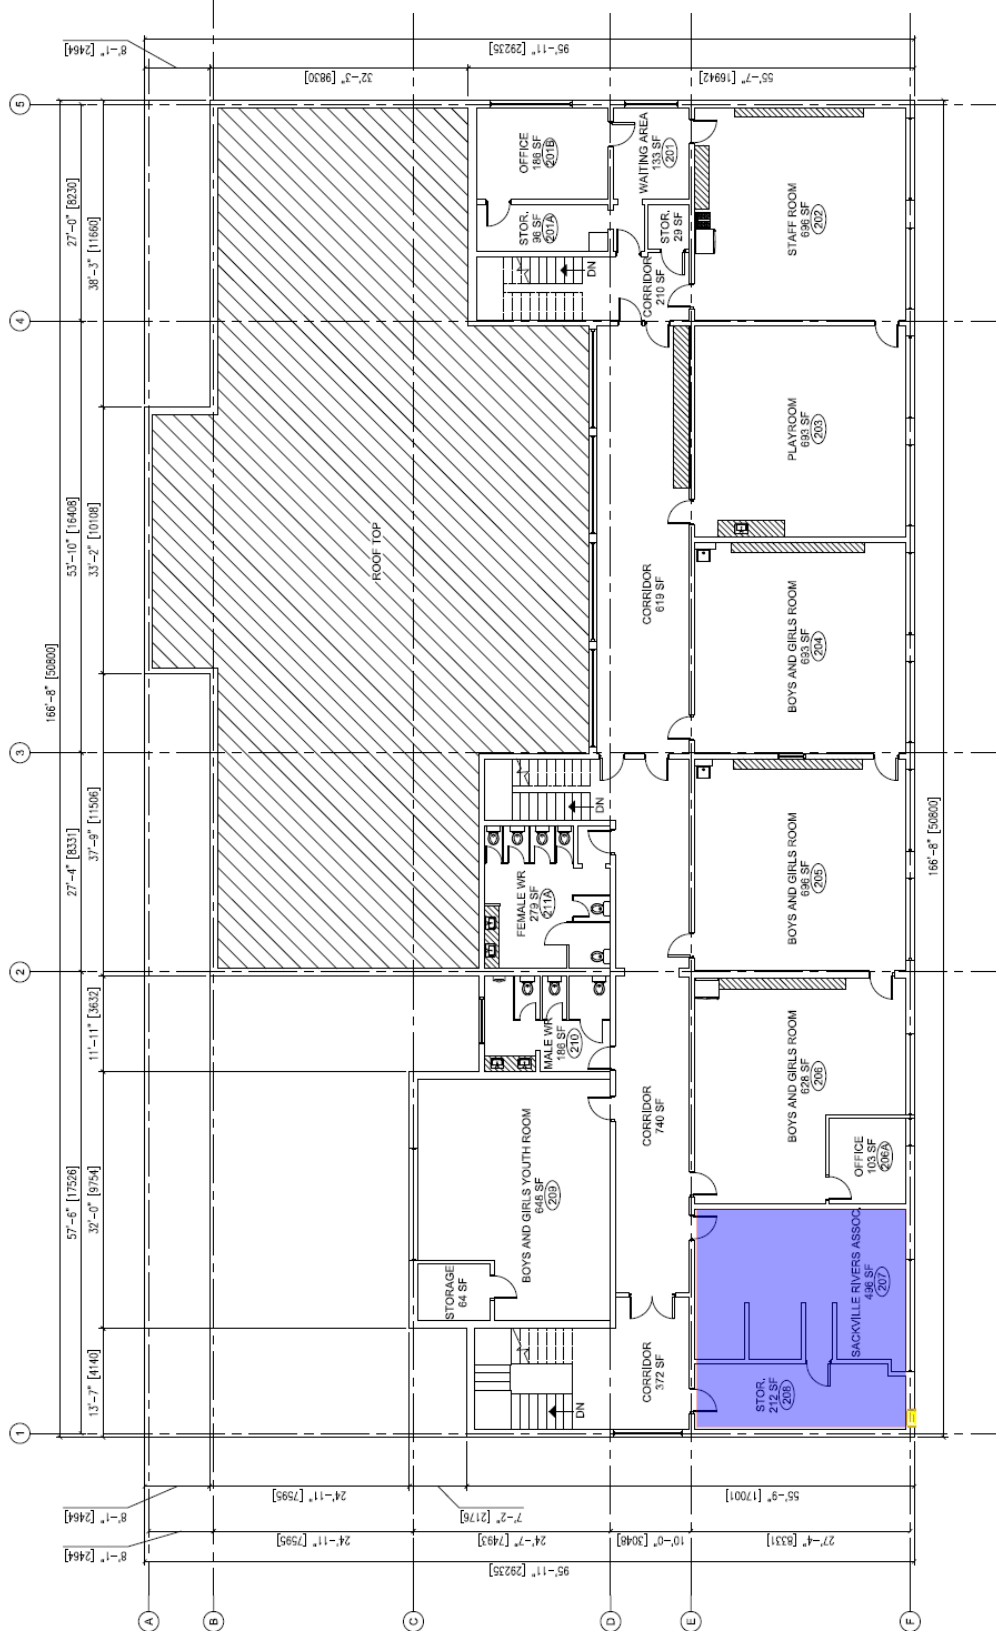 8'-1" [2464]
95'-11" [29235]
32'-3" [9830]
55'-7" [16942]
5
27'-0" [8230]
38'-3" [11660]
OFFICE
186 SF
201B
WAITING AREA
133 SF
201
STOR.
96 SF
201A
STOR.
29 SF
DN
CORRIDOR
210 SF
STAFF ROOM
696 SF
202
4
53'-10" [16408]
33'-2" [10108]
166'-8" [50800]
ROOF TOP
CORRIDOR
619 SF
PLAYROOM
693 SF
203
BOYS AND GIRLS ROOM
693 SF
204
3
27'-4" [8331]
37'-9" [11506]
DN
FEMALE WR
279 SF
211A
BOYS AND GIRLS ROOM
696 SF
205
166'-8" [50800]
2
11'-11" [3632]
MALE WR
186 SF
210
BOYS AND GIRLS ROOM
628 SF
206
OFFICE
103 SF
206A
57'-6" [17526]
32'-0" [9754]
BOYS AND GIRLS YOUTH ROOM
648 SF
209
STORAGE
64 SF
CORRIDOR
740 SF
SACKVILLE RIVERS ASSOC.
496 SF
207
13'-7" [4140]
DN
CORRIDOR
372 SF
STOR.
212 SF
208
1
8'-1" [2464]
24'-11" [7595]
7'-2" [2176]
55'-9" [17001]
8'-1" [2464]
24'-11" [7595]
24'-7" [7493]
10'-0" [3048]
27'-4" [8331]
95'-11" [29235]
A
B
C
D
E
F